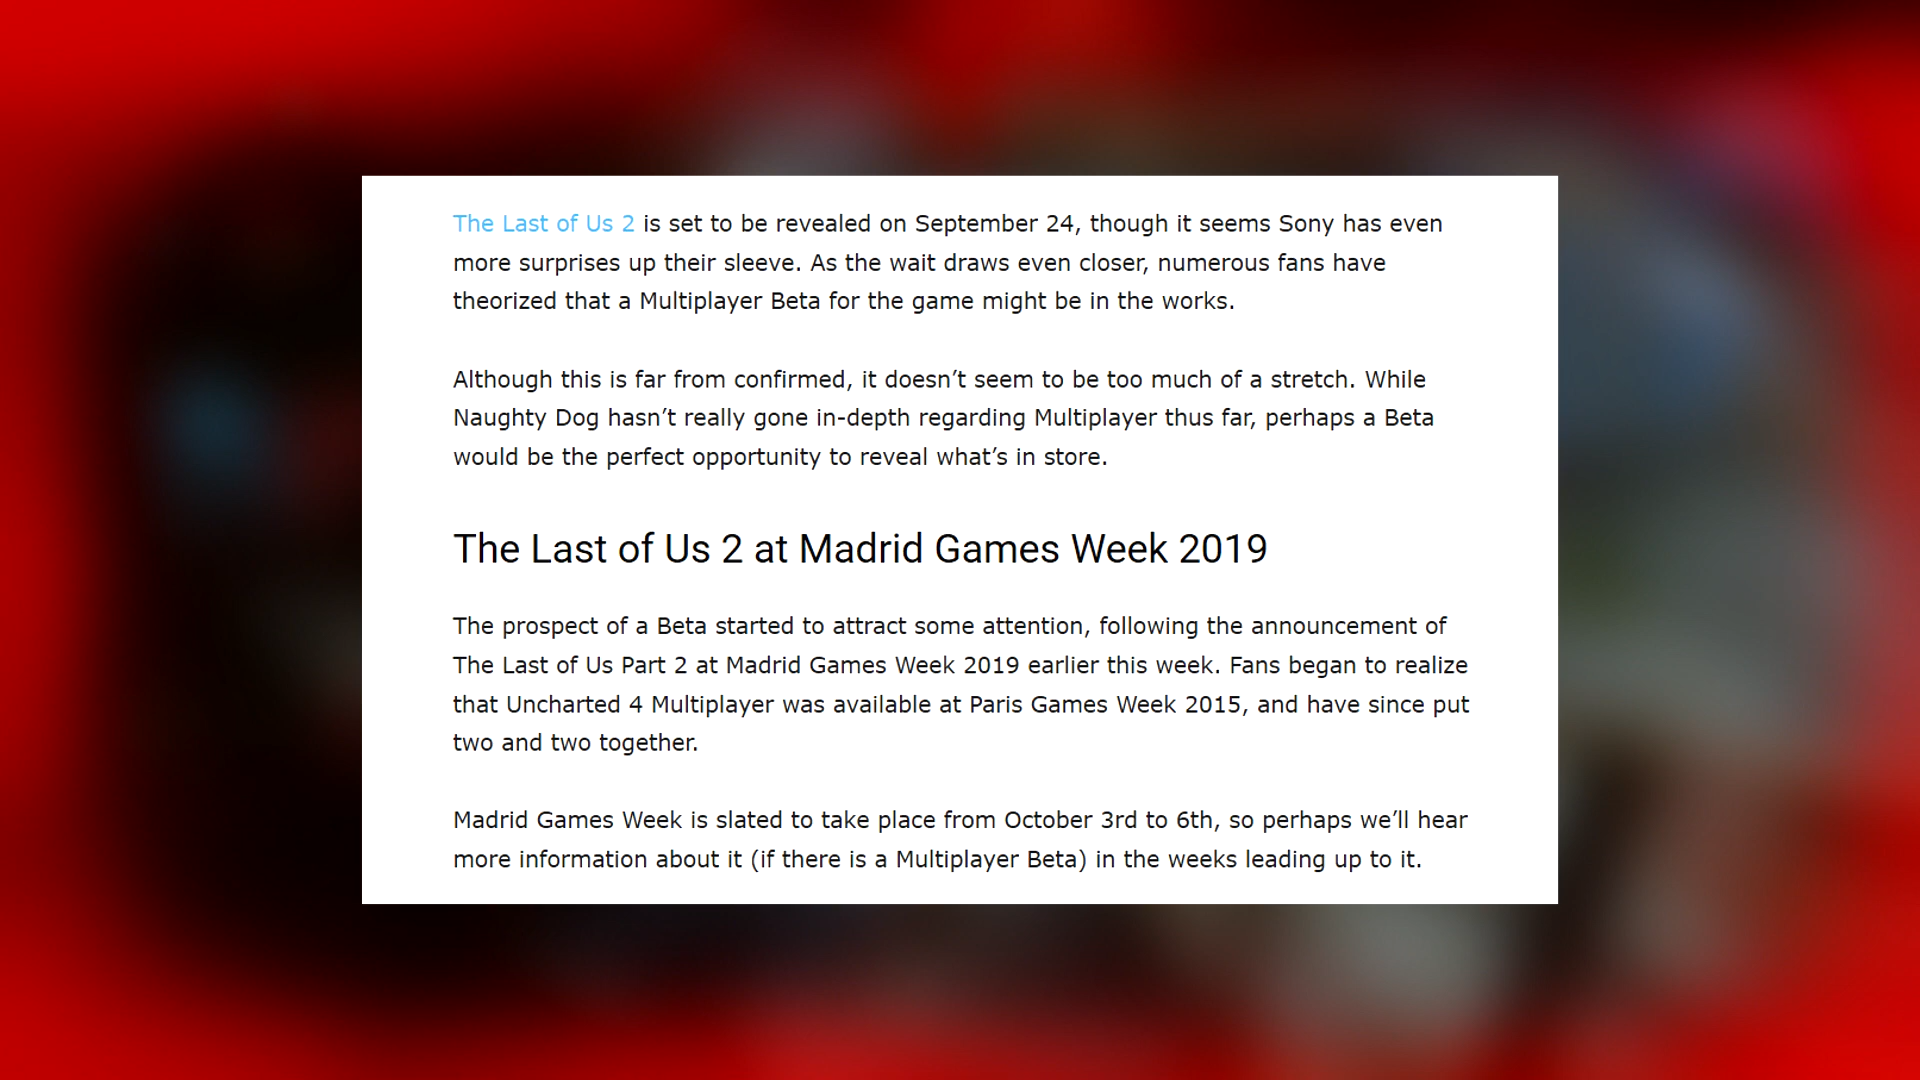 The Last of Us 2 is set to be revealed on September 24, though it seems Sony has even
more surprises up their sleeve. As the wait draws even closer, numerous fans have
theorized that a Multiplayer Beta for the game might be in the works.
Although this is far from confirmed, it doesn’t seem to be too much of a stretch. While
Naughty Dog hasn’t really gone in-depth regarding Multiplayer thus far, perhaps a Beta
would be the perfect opportunity to reveal what’s in store.
The Last of Us 2 at Madrid Games Week 2019
The prospect of a Beta started to attract some attention, following the announcement of
The Last of Us Part 2 at Madrid Games Week 2019 earlier this week. Fans began to realize
that Uncharted 4 Multiplayer was available at Paris Games Week 2015, and have since put
two and two together.
Madrid Games Week is slated to take place from October 3rd to 6th, so perhaps we’ll hear
more information about it (if there is a Multiplayer Beta) in the weeks leading up to it.